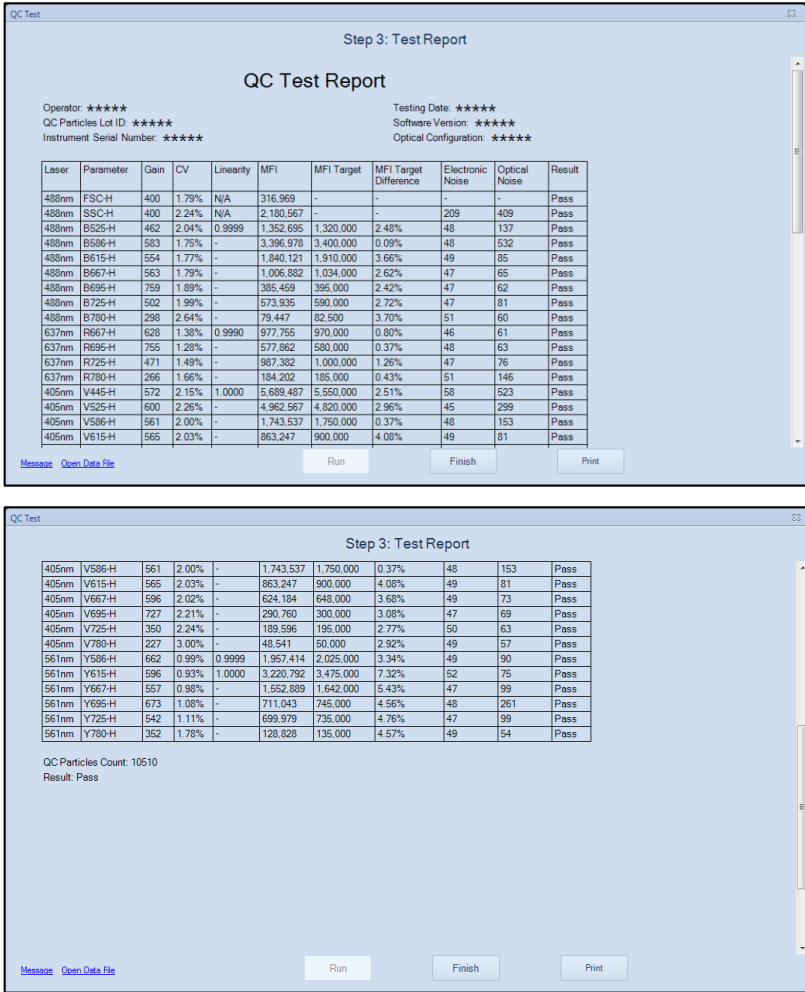 QC Test
Step 3: Test Report
QC Test Report
Operator: ***** Testing Date: *****
QC Particles Lot ID: ***** Software Version: *****
Instrument Serial Number: ***** Optical Configuration: *****
Laser Parameter Gain CV Linearity MFI MFI Target MFI Target Difference Electronic Noise Optical Noise Result
488nm FSC-H 400 1.79% N/A 316,969 - - - - Pass
488nm SSC-H 400 2.24% N/A 2,180,567 - - 209 409 Pass
488nm B525-H 462 2.04% 0.9999 1,352,695 1,320,000 2.48% 48 137 Pass
488nm B586-H 583 1.75% - 3,396,978 3,400,000 0.09% 48 532 Pass
488nm B615-H 554 1.77% - 1,840,121 1,910,000 3.66% 49 85 Pass
488nm B667-H 563 1.79% - 1,006,882 1,034,000 2.62% 47 65 Pass
488nm B695-H 759 1.89% - 385,459 395,000 2.42% 47 62 Pass
488nm B725-H 502 1.99% - 573,935 590,000 2.72% 47 81 Pass
488nm B780-H 298 2.64% - 79,447 82,500 3.70% 51 60 Pass
637nm R667-H 628 1.38% 0.9990 977,755 970,000 0.80% 46 61 Pass
637nm R695-H 755 1.28% - 577,862 580,000 0.37% 48 63 Pass
637nm R725-H 471 1.49% - 987,382 1,000,000 1.26% 47 76 Pass
637nm R780-H 266 1.66% - 184,202 185,000 0.43% 51 146 Pass
405nm V445-H 572 2.15% 1.0000 5,689,487 5,550,000 2.51% 58 523 Pass
405nm V525-H 600 2.26% - 4,962,567 4,820,000 2.96% 45 299 Pass
405nm V586-H 561 2.00% - 1,743,537 1,750,000 0.37% 48 153 Pass
405nm V615-H 565 2.03% - 863,247 900,000 4.08% 49 81 Pass
Message Open Data File Run Finish Print
QC Test
Step 3: Test Report
405nm V586-H 561 2.00% - 1,743,537 1,750,000 0.37% 48 153 Pass
405nm V615-H 565 2.03% - 863,247 900,000 4.08% 49 81 Pass
405nm V667-H 596 2.02% - 624,184 648,000 3.68% 49 73 Pass
405nm V695-H 727 2.21% - 290,760 300,000 3.08% 47 69 Pass
405nm V725-H 350 2.24% - 189,596 195,000 2.77% 50 63 Pass
405nm V780-H 227 3.00% - 48,541 50,000 2.92% 49 57 Pass
561nm Y586-H 662 0.99% 0.9999 1,957,414 2,025,000 3.34% 49 90 Pass
561nm Y615-H 596 0.93% 1.0000 3,220,792 3,475,000 7.32% 52 75 Pass
561nm Y667-H 557 0.98% - 1,552,889 1,642,000 5.43% 47 99 Pass
561nm Y695-H 673 1.08% - 711,043 745,000 4.56% 48 261 Pass
561nm Y725-H 542 1.11% - 699,979 735,000 4.76% 47 99 Pass
561nm Y780-H 352 1.78% - 128,828 135,000 4.57% 49 54 Pass
QC Particles Count: 10510
Result: Pass
Message Open Data File Run Finish Print